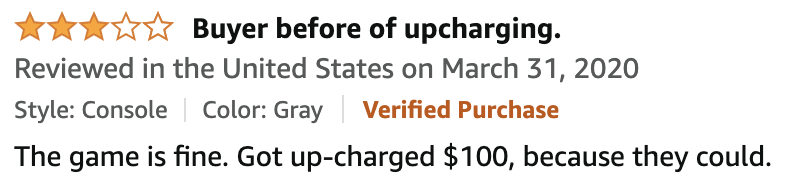 Buyer before of upcharging.
Reviewed in the United States on March 31, 2020
Style: Console Color: Gray Verified Purchase
The game is fine. Got up-charged $100, because they could.